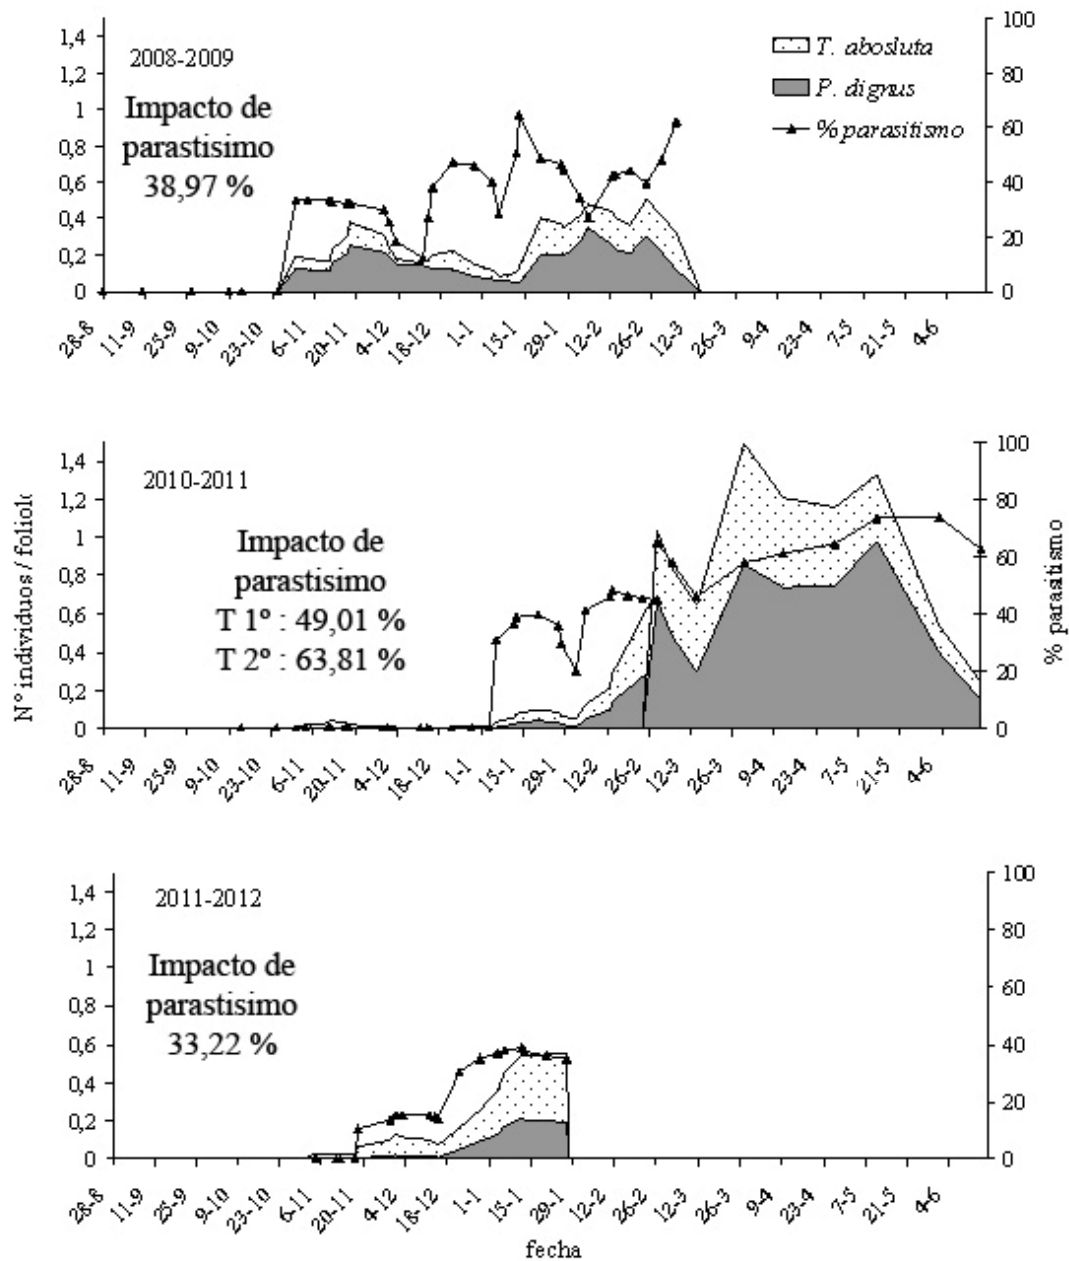 2008-2009
Impacto de
parastisimo
38,97 %
T. abosluta
P. dignus
% parasitismo
1,4
1,2
1
0,8
0,6
0,4
0,2
0
100
80
60
40
20
0
28-8 11-9 25-9 9-10 23-10 6-11 20-11 4-12 18-12 1-1 15-1 29-1 12-2 26-2 12-3 26-3 9-4 23-4 7-5 21-5 4-6
2010-2011
Impacto de
parastisimo
T 1º : 49,01 %
T 2º : 63,81 %
N° individuos / foliolo
% parasitismo
1,4
1,2
1
0,8
0,6
0,4
0,2
0
100
80
60
40
20
0
28-8 11-9 25-9 9-10 23-10 6-11 20-11 4-12 18-12 1-1 15-1 29-1 12-2 26-2 12-3 26-3 9-4 23-4 7-5 21-5 4-6
2011-2012
Impacto de
parastisimo
33,22 %
1,4
1,2
1
0,8
0,6
0,4
0,2
0
100
80
60
40
20
0
28-8 11-9 25-9 9-10 23-10 6-11 20-11 4-12 18-12 1-1 15-1 29-1 12-2 26-2 12-3 26-3 9-4 23-4 7-5 21-5 4-6
fecha